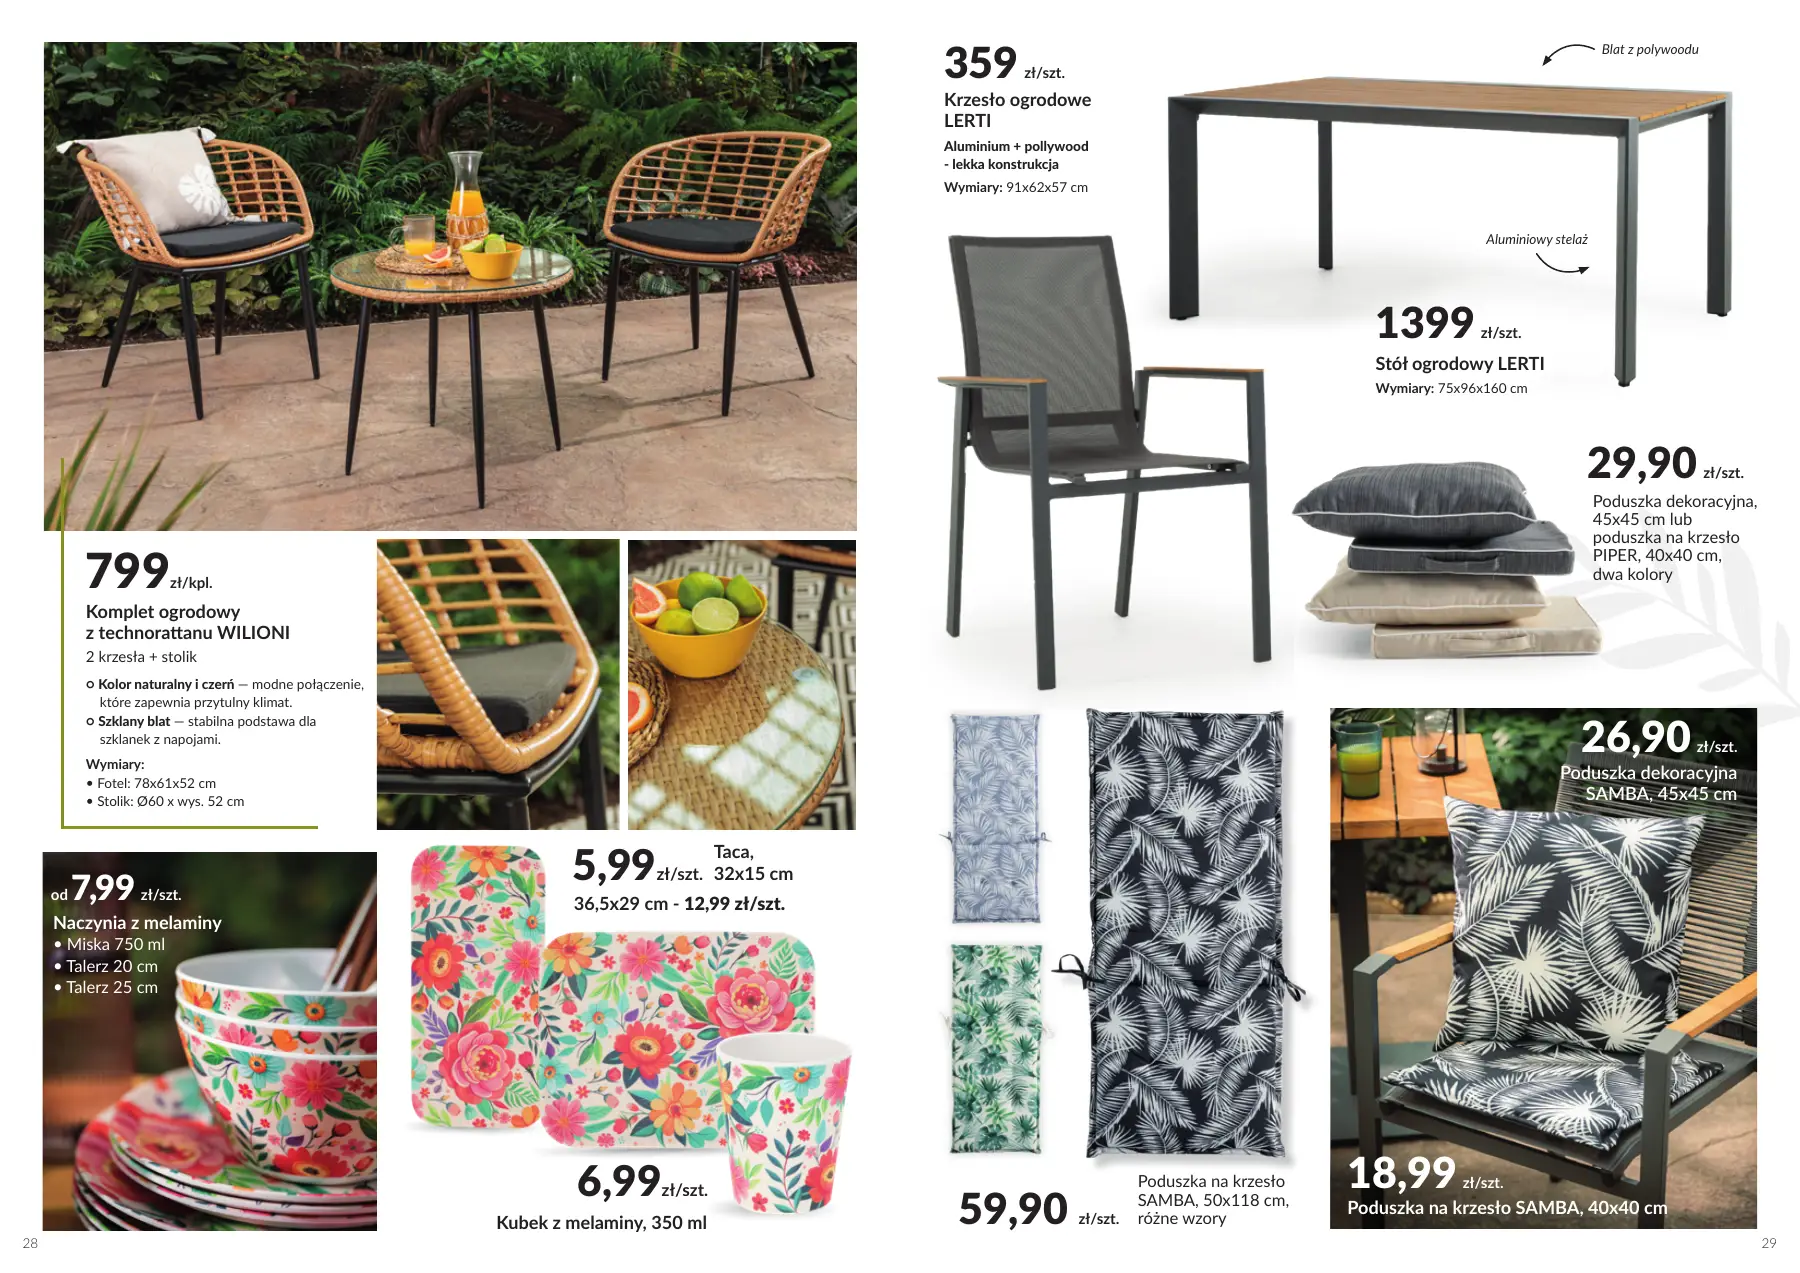 799 zł/kpl.
Komplet ogrodowy
z technorattanu WILIONI
2 krzesła + stolik
Kolor naturalny i czerń — modne połączenie,
które zapewnia przytulny klimat.
Szklany blat — stabilna podstawa dla
szklanek z napojami.
Wymiary:
• Fotel: 78x61x52 cm
• Stolik: Ø60 x wys. 52 cm
od 7,99 zł/szt.
Naczynia z melaminy
• Miska 750 ml
• Talerz 20 cm
• Talerz 25 cm
5,99 zł/szt. Taca,
32x15 cm
36,5x29 cm - 12,99 zł/szt.
6,99 zł/szt.
Kubek z melaminy, 350 ml
28
359 zł/szt.
Krzesło ogrodowe
LERTI
Aluminium + pollywood
- lekka konstrukcja
Wymiary: 91x62x57 cm
Blat z polywoodu
Aluminiowy stelaż
1399 zł/szt.
Stół ogrodowy LERTI
Wymiary: 75x96x160 cm
29,90 zł/szt.
Poduszka dekoracyjna,
45x45 cm lub
poduszka na krzesło
PIPER, 40x40 cm,
dwa kolory
59,90 zł/szt.
Poduszka na krzesło
SAMBA, 50x118 cm,
różne wzory
26,90 zł/szt.
Poduszka dekoracyjna
SAMBA, 45x45 cm
18,99 zł/szt.
Poduszka na krzesło SAMBA, 40x40 cm
29